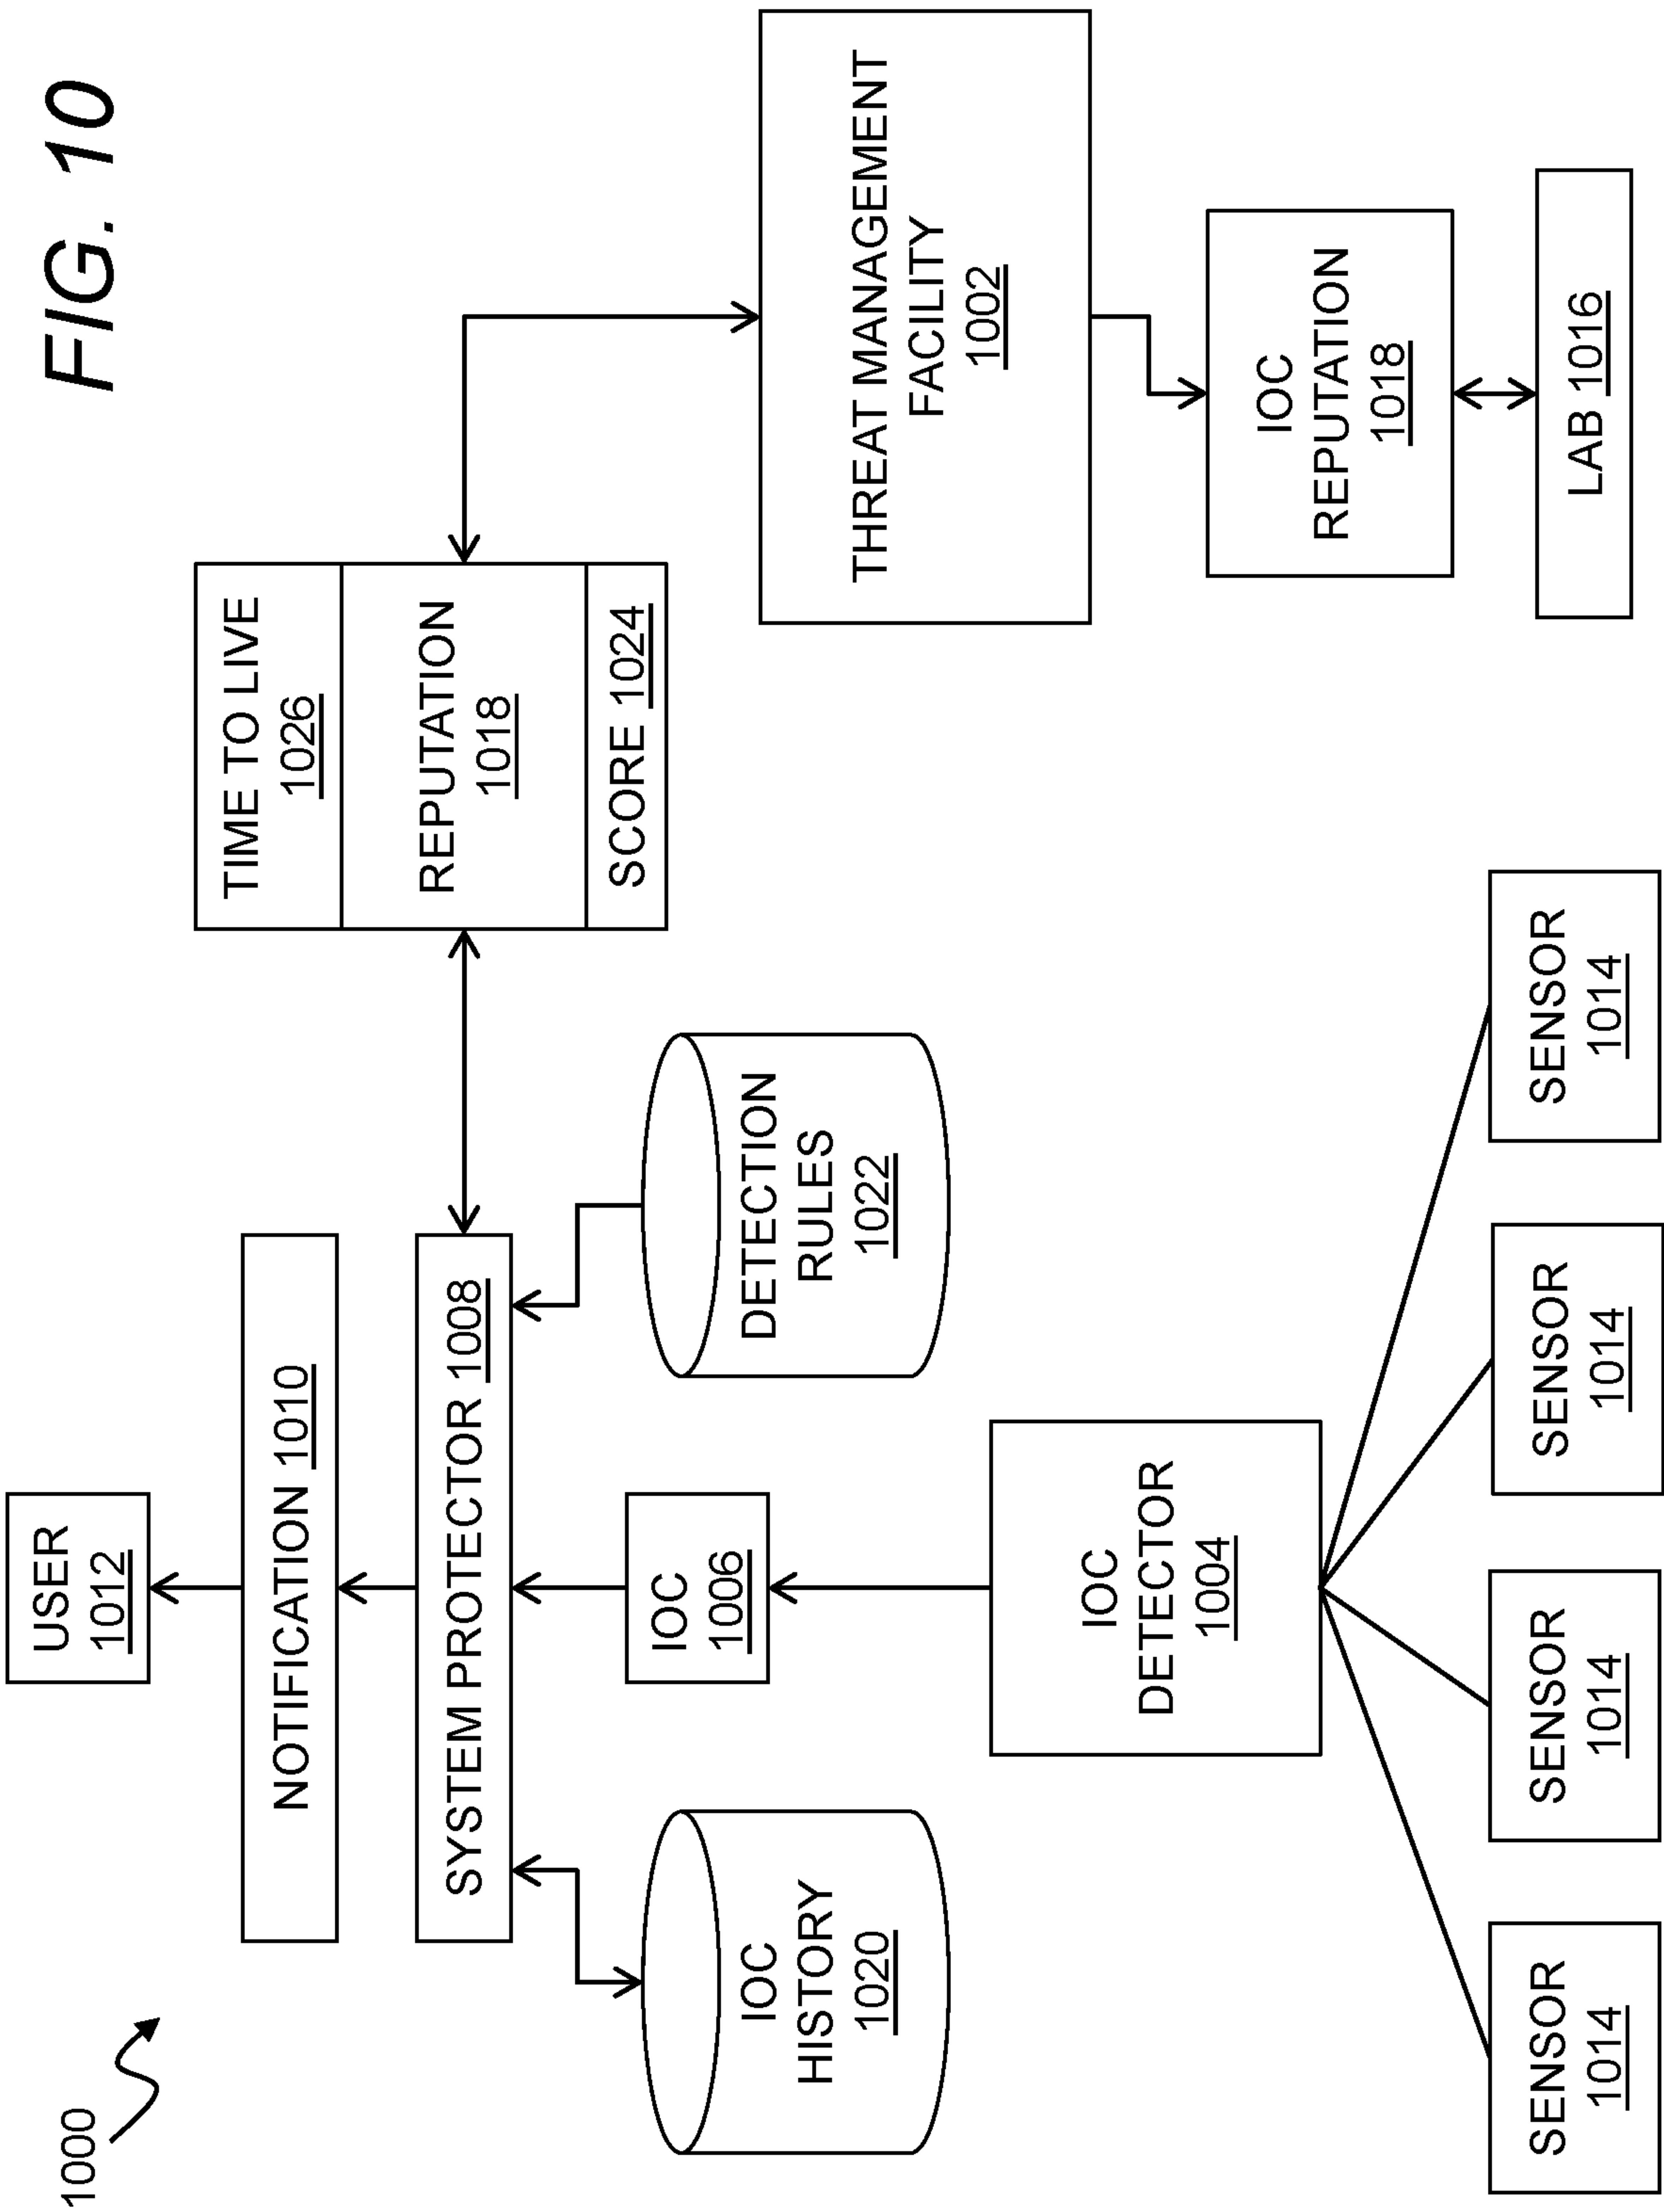 FIG. 10
1000
USER
1012
NOTIFICATION 1010
SYSTEM PROTECTOR 1008
TIME TO LIVE
1026
REPUTATION
1018
SCORE 1024
IOC
1006
IOC
HISTORY
1020
DETECTION
RULES
1022
THREAT MANAGEMENT
FACILITY
1002
IOC
DETECTOR
1004
IOC
REPUTATION
1018
SENSOR
1014
SENSOR
1014
SENSOR
1014
SENSOR
1014
LAB 1016